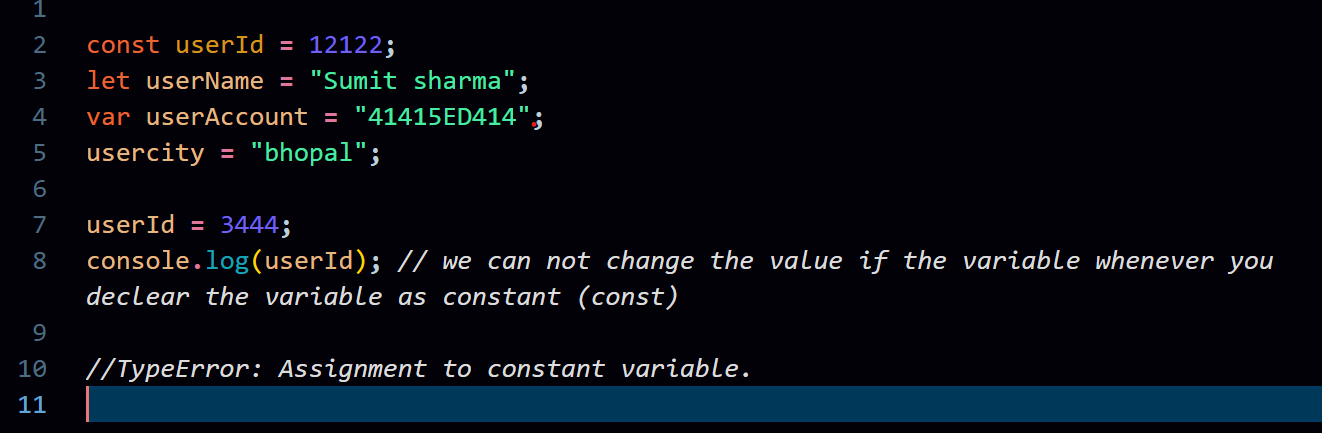 1
2 const userId = 12122;
3 let userName = "Sumit sharma";
4 var userAccount = "41415ED414";
5 usercity = "bhopal";
6
7 userId = 3444;
8 console.log(userId); // we can not change the value if the variable whenever you
declear the variable as constant (const)
9
10 //TypeError: Assignment to constant variable.
11